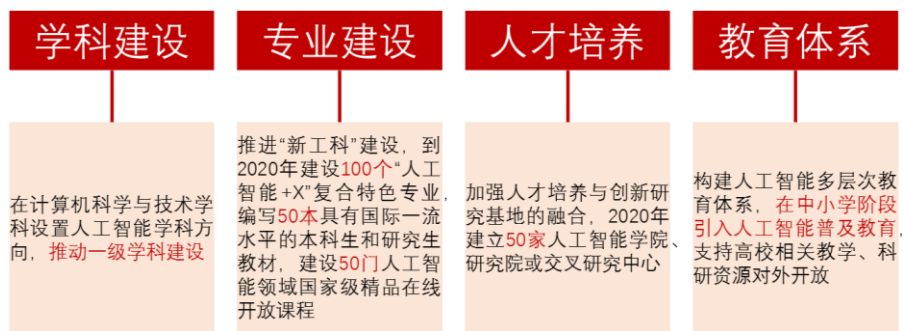 学科建设
在计算机科学与技术学
科设置人工智能学科方
向，推动一级学科建设
专业建设
推进“新工科”建设，到
2020年建设100个“人工
智能+X”复合特色专业，
编写50本具有国际一流
水平的本科生和研究生
教材，建设50门人工智
能领域国家级精品在线
开放课程
人才培养
加强人才培养与创新研
究基地的融合，2020年
建立50家人工智能学院、
研究院或交叉研究中心
教育体系
构建人工智能多层次教
育体系，在中小学阶段
引入人工智能普及教育，
支持高校相关教学、科
研资源对外开放